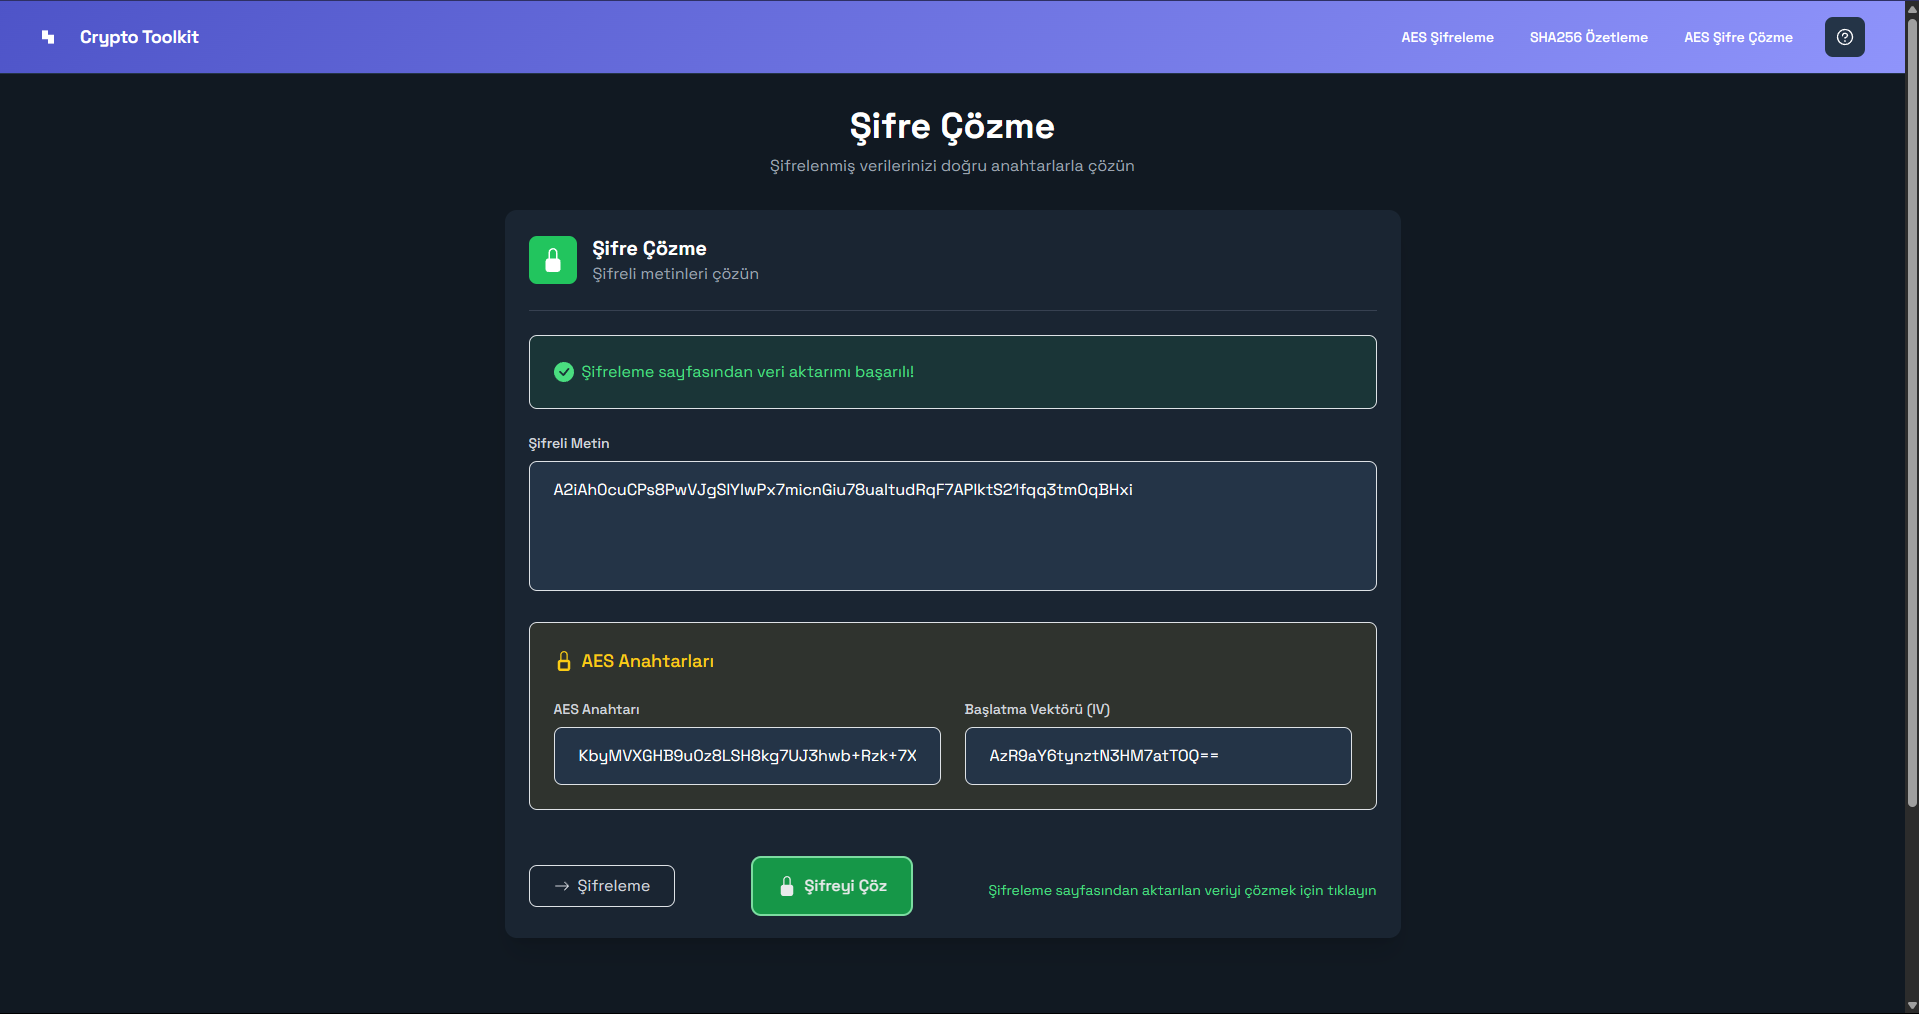 Crypto Toolkit
AES Şifreleme
SHA256 Özetleme
AES Şifre Çözme
Şifre Çözme
Şifrelenmiş verilerinizi doğru anahtarlarla çözün
Şifre Çözme
Şifreli metinleri çözün
Şifreleme sayfasından veri aktarımı başarılı!
Şifreli Metin
A2iAh0cuCPs8PwVJgSlYIwPx7micnGiu78ualtudRqF7APlktS21fqq3tmOqBHxi
AES Anahtarları
AES Anahtarı
Başlatma Vektörü (IV)
KbyMVXGHB9u0z8LSH8kg7UJ3hwb+Rzk+7X
AzR9aY6tynztN3HM7atTOQ==
→ Şifreleme
Şifreyi Çöz
Şifreleme sayfasından aktarılan veriyi çözmek için tıklayın